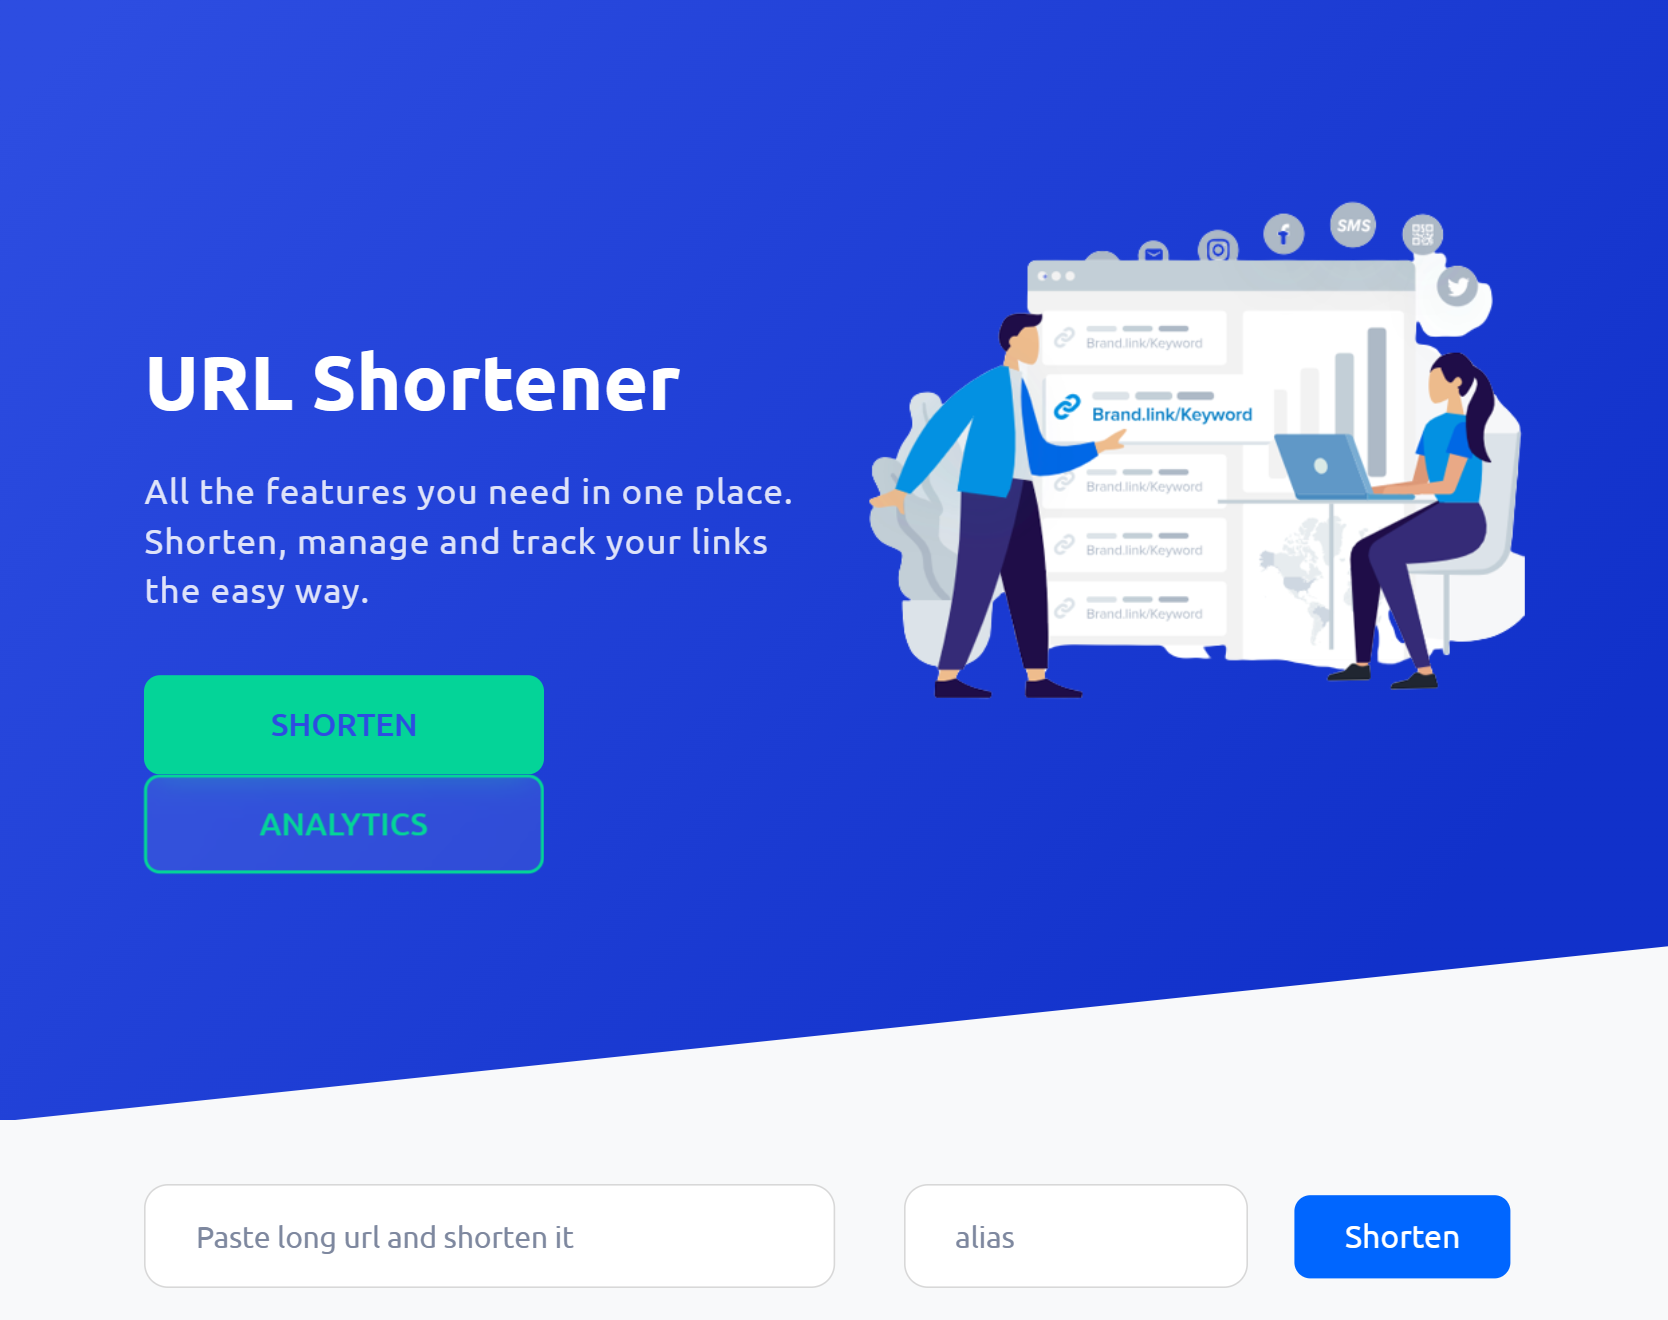 URL Shortener
All the features you need in one place.
Shorten, manage and track your links
the easy way.
SHORTEN
ANALYTICS
SMS
Brand.link/Keyword
Brand.link/Keyword
Brand.link/Keyword
Brand.link/Keyword
Brand.link/Keyword
Paste long url and shorten it
alias
Shorten